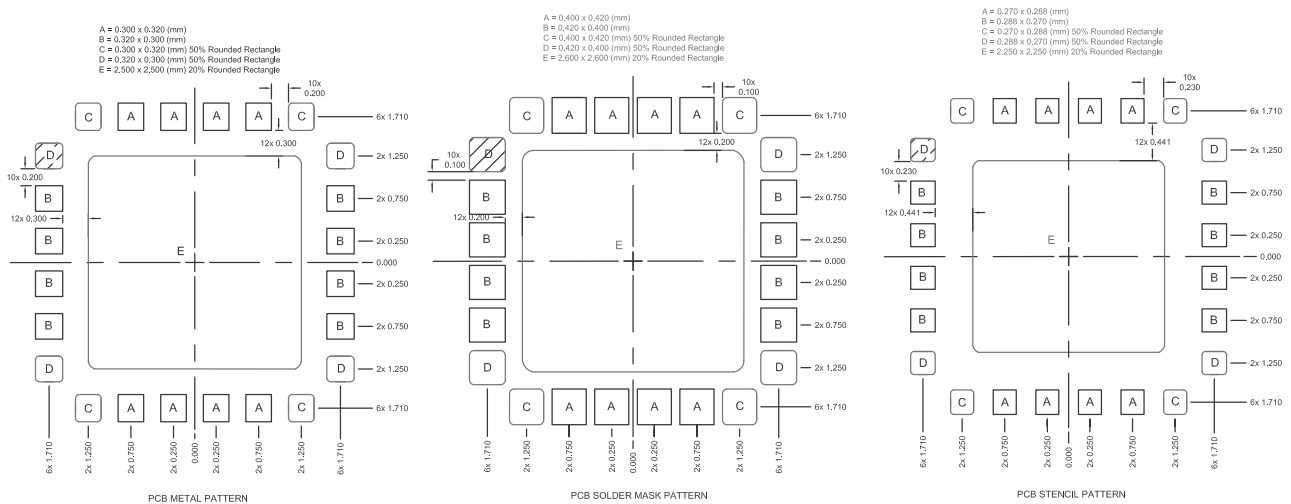 A = 0.300 x 0.320 (mm)
B = 0.320 x 0.300 (mm)
C = 0.300 x 0.320 (mm) 50% Rounded Rectangle
D = 0.320 x 0.300 (mm) 50% Rounded Rectangle
E = 2,500 x 2,500 (mm) 20% Rounded Rectangle
10x
0.200
C A A A A C
6x 1.710
12x 0.300
D D
2x 1.250
10x 0.200
B B
2x 0.750
12x 0.300
B B
2x 0.250
E
0.000
B B
2x 0.250
B B
2x 0.750
D D
2x 1.250
C A A A A C
6x 1.710
6x 1.710
2x 1.250
2x 0.750
2x 0.250
0.000
2x 0.250
2x 0.750
2x 1.250
6x 1.710
PCB METAL PATTERN
A = 0.400 x 0.420 (mm)
B = 0.420 x 0.400 (mm)
C = 0.400 x 0.420 (mm) 50% Rounded Rectangle
D = 0.420 x 0.400 (mm) 50% Rounded Rectangle
E = 2.600 x 2.600 (mm) 20% Rounded Rectangle
10x
0.100
C A A A A C
6x 1.710
12x 0.200
10x
0.100
D D
2x 1.250
B B
2x 0.750
12x 0.200
B B
2x 0.250
E
0.000
B B
2x 0.250
B B
2x 0.750
D D
2x 1.250
C A A A A C
6x 1.710
6x 1.710
2x 1.250
2x 0.750
2x 0.250
0.000
2x 0.250
2x 0.750
2x 1.250
6x 1.710
PCB SOLDER MASK PATTERN
A = 0.270 x 0.288 (mm)
B = 0.288 x 0.270 (mm)
C = 0.270 x 0.288 (mm) 50% Rounded Rectangle
D = 0.288 x 0.270 (mm) 50% Rounded Rectangle
E = 2,250 x 2,250 (mm) 20% Rounded Rectangle
10x
0.230
C A A A A C
6x 1.710
12x 0.441
D D
2x 1.250
10x 0.230
B B
2x 0.750
12x 0.441
B B
2x 0.250
E
0.000
B B
2x 0.250
B B
2x 0.750
D D
2x 1.250
C A A A A C
6x 1.710
6x 1.710
2x 1.250
2x 0.750
2x 0.250
0.000
2x 0.250
2x 0.750
2x 1.250
6x 1.710
PCB STENCIL PATTERN